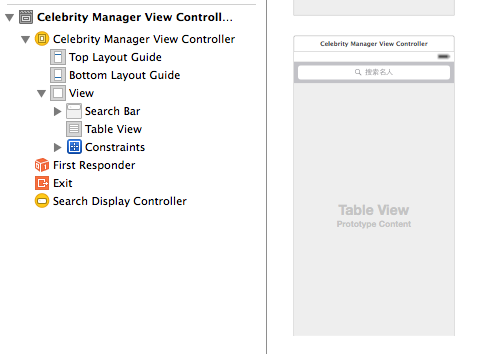 Celebrity Manager View Controll...
Celebrity Manager View Controller
Top Layout Guide
Bottom Layout Guide
View
Search Bar
Table View
Constraints
First Responder
Exit
Search Display Controller
Celebrity Manager View Controller
搜索名人
Table View
Prototype Content